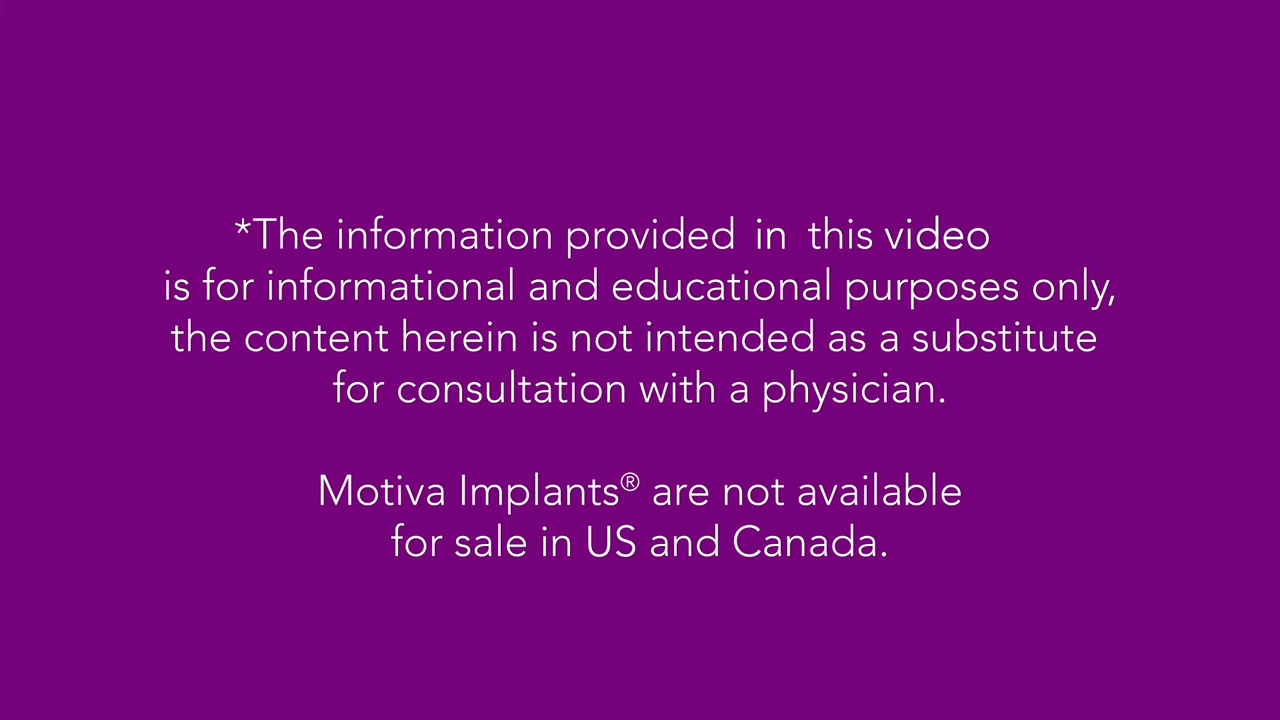 *The information provided in this video
is for informational and educational purposes only,
the content herein is not intended as a substitute
for consultation with a physician.
Motiva Implants® are not available
for sale in US and Canada.